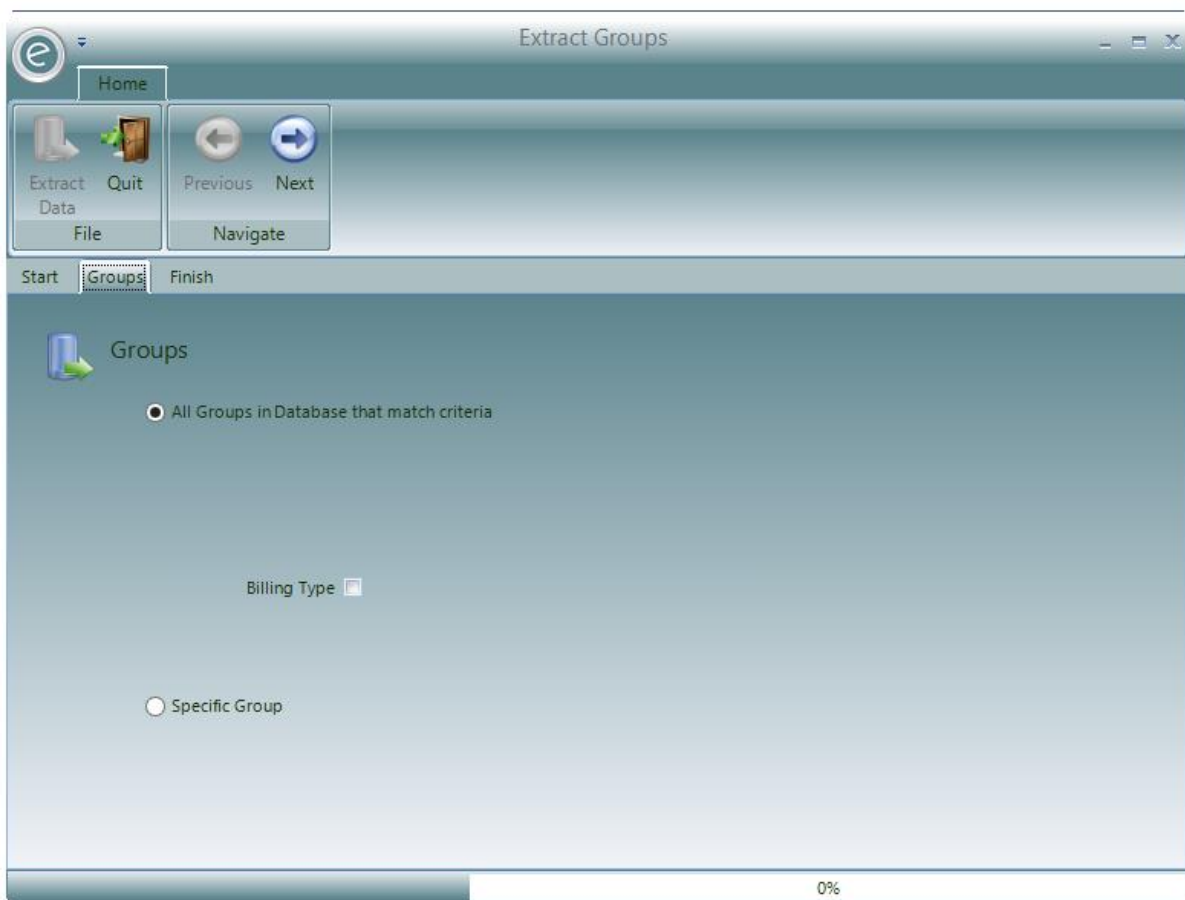 Extract Groups
e
Home
Extract Data
Quit
Previous
Next
File
Navigate
Start Groups Finish
Groups
All Groups in Database that match criteria
Billing Type
Specific Group
0%